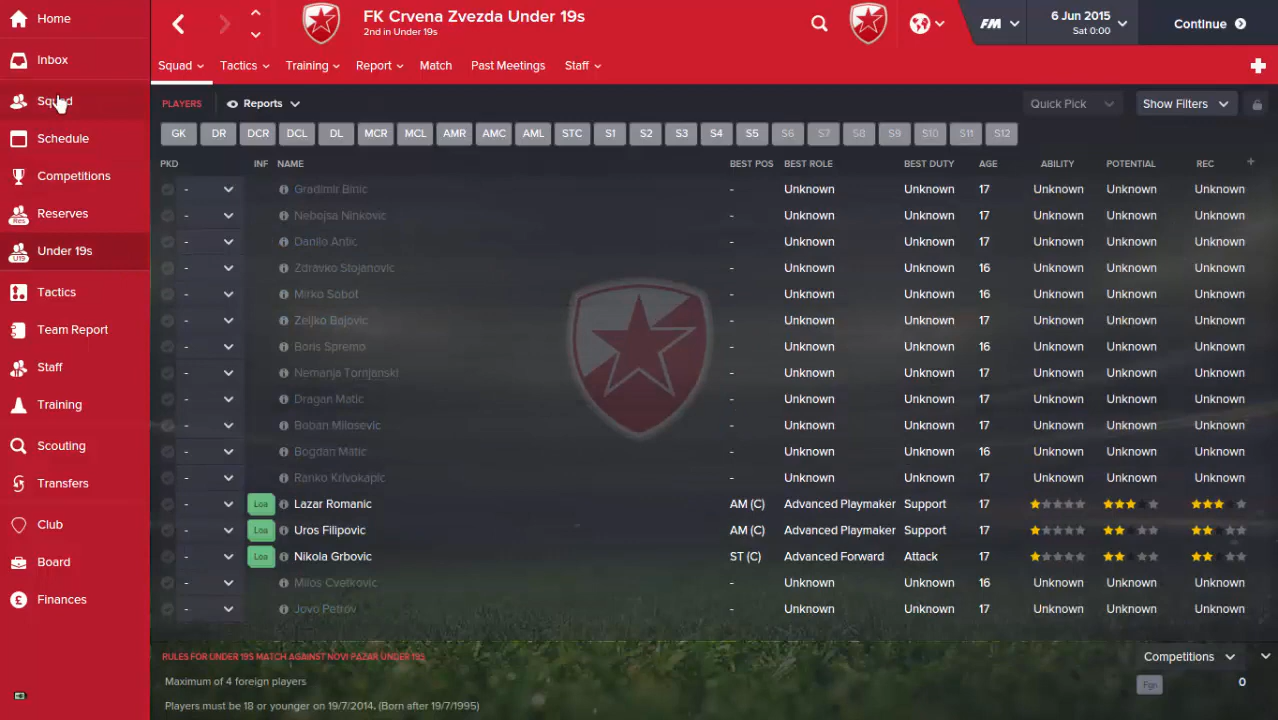 Home
Inbox
Squad
Schedule
Competitions
Res
Reserves
U19
Under 19s
Tactics
Team Report
Staff
Training
Scouting
Transfers
Club
Board
Finances
FK Crvena Zvezda Under 19s
2nd in Under 19s
FM
6 Jun 2015
Sat 0:00
Continue
Squad Tactics Training Report Match Past Meetings Staff
PLAYERS Reports Quick Pick Show Filters
GK DR DCR DCL DL MCR MCL AMR AMC AML STC S1 S2 S3 S4 S5 S6 S7 S8 S9 S10 S11 S12
PKD INF NAME BEST POS BEST ROLE BEST DUTY AGE ABILITY POTENTIAL REC
- Gradimir Binic - Unknown Unknown 17 Unknown Unknown Unknown
- Nebojsa Ninkovic - Unknown Unknown 17 Unknown Unknown Unknown
- Danilo Antic - Unknown Unknown 17 Unknown Unknown Unknown
- Zdravko Stojanovic - Unknown Unknown 16 Unknown Unknown Unknown
- Mirko Sobot - Unknown Unknown 16 Unknown Unknown Unknown
- Zeljko Bajovic - Unknown Unknown 17 Unknown Unknown Unknown
- Boris Spremo - Unknown Unknown 16 Unknown Unknown Unknown
- Nemanja Tornjanski - Unknown Unknown 17 Unknown Unknown Unknown
- Dragan Matic - Unknown Unknown 17 Unknown Unknown Unknown
- Boban Milosevic - Unknown Unknown 17 Unknown Unknown Unknown
- Bogdan Matic - Unknown Unknown 16 Unknown Unknown Unknown
- Ranko Krivokapic - Unknown Unknown 17 Unknown Unknown Unknown
- Loa Lazar Romanic AM (C) Advanced Playmaker Support 17
- Loa Uros Filipovic AM (C) Advanced Playmaker Support 17
- Loa Nikola Grbovic ST (C) Advanced Forward Attack 17
- Milos Cvetkovic - Unknown Unknown 16 Unknown Unknown Unknown
- Jovo Petrov - Unknown Unknown 17 Unknown Unknown Unknown
RULES FOR UNDER 19S MATCH AGAINST NOVI PAZAR UNDER 19S Competitions
Maximum of 4 foreign players Fgn 0
Players must be 18 or younger on 19/7/2014. (Born after 19/7/1995)